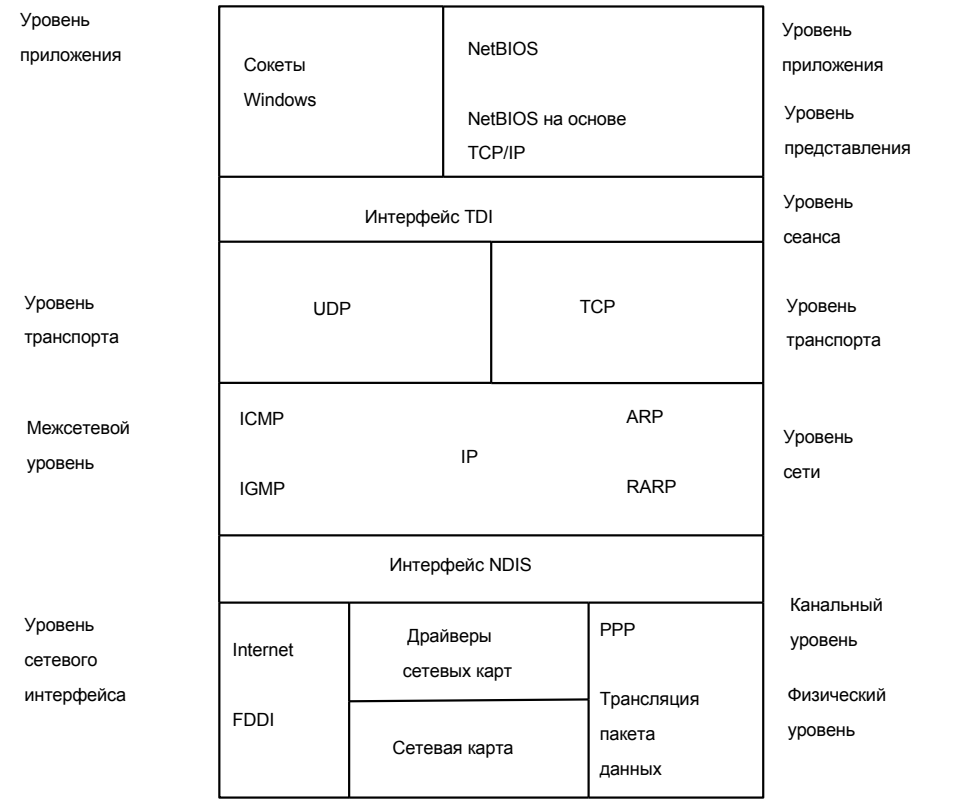 Уровень
приложения
Сокеты
Windows
NetBIOS
NetBIOS на основе
TCP/IP
Уровень
приложения
Уровень
представления
Интерфейс TDI
Уровень
сеанса
Уровень
транспорта
UDP
TCP
Уровень
транспорта
Межсетевой
уровень
ICMP
ARP
IP
IGMP
RARP
Уровень
сети
Интерфейс NDIS
Уровень
сетевого
интерфейса
Internet
FDDI
Драйверы
сетевых карт
Сетевая карта
PPP
Трансляция
пакета
данных
Канальный
уровень
Физический
уровень